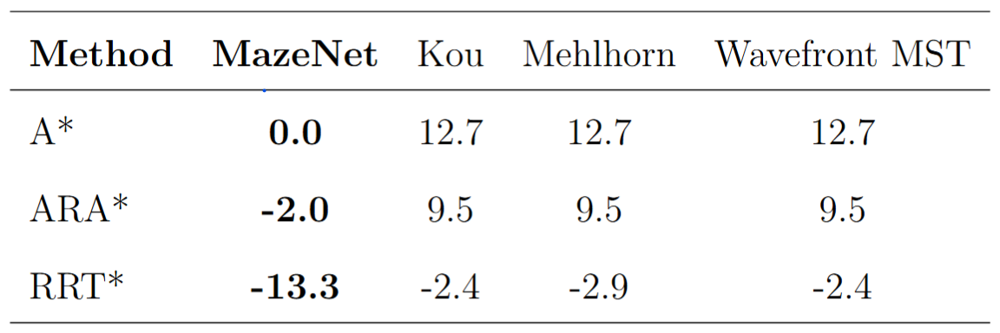 Method MazeNet Kou Mehlhorn Wavefront MST
A* 0.0 12.7 12.7 12.7
ARA* -2.0 9.5 9.5 9.5
RRT* -13.3 -2.4 -2.9 -2.4